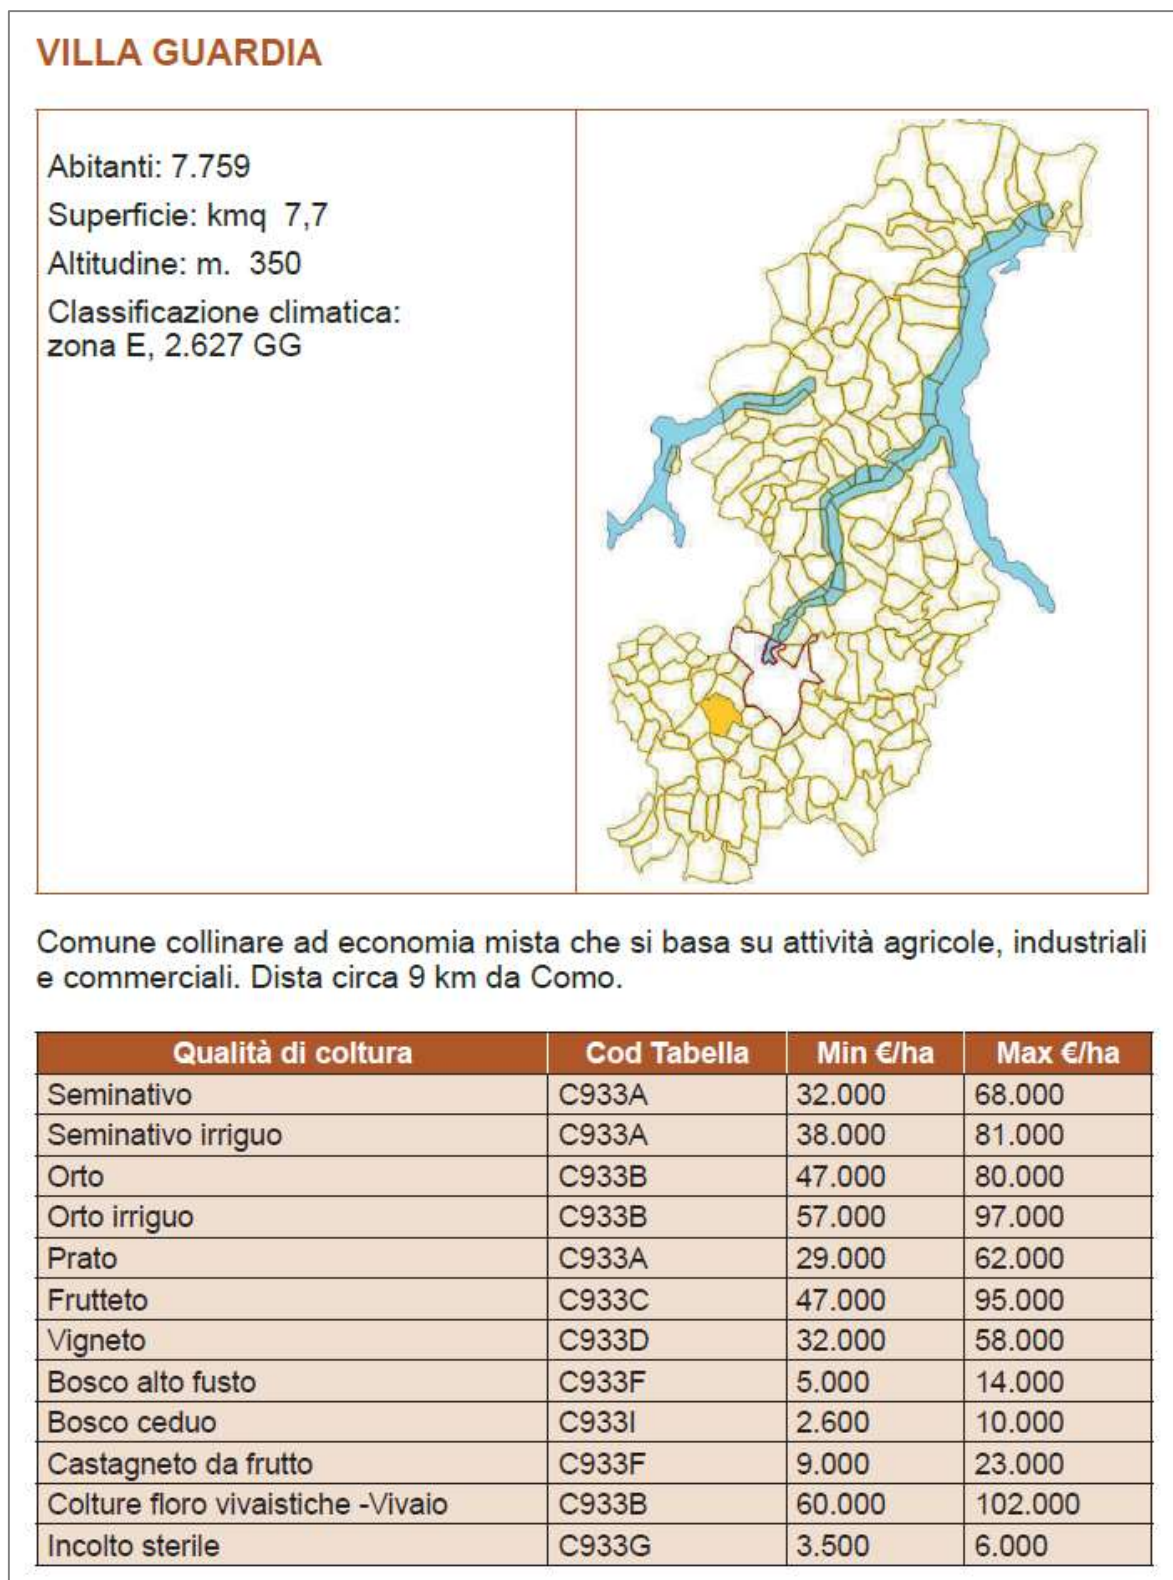 VILLA GUARDIA
Abitanti: 7.759
Superficie: kmq 7,7
Altitudine: m. 350
Classificazione climatica:
zona E, 2.627 GG
Comune collinare ad economia mista che si basa su attività agricole, industriali
e commerciali. Dista circa 9 km da Como.
Qualità di coltura Cod Tabella Min €/ha Max €/ha
Seminativo C933A 32.000 68.000
Seminativo irriguo C933A 38.000 81.000
Orto C933B 47.000 80.000
Orto irriguo C933B 57.000 97.000
Prato C933A 29.000 62.000
Frutteto C933C 47.000 95.000
Vigneto C933D 32.000 58.000
Bosco alto fusto C933F 5.000 14.000
Bosco ceduo C933I 2.600 10.000
Castagneto da frutto C933F 9.000 23.000
Colture floro vivaistiche -Vivaio C933B 60.000 102.000
Incolto sterile C933G 3.500 6.000